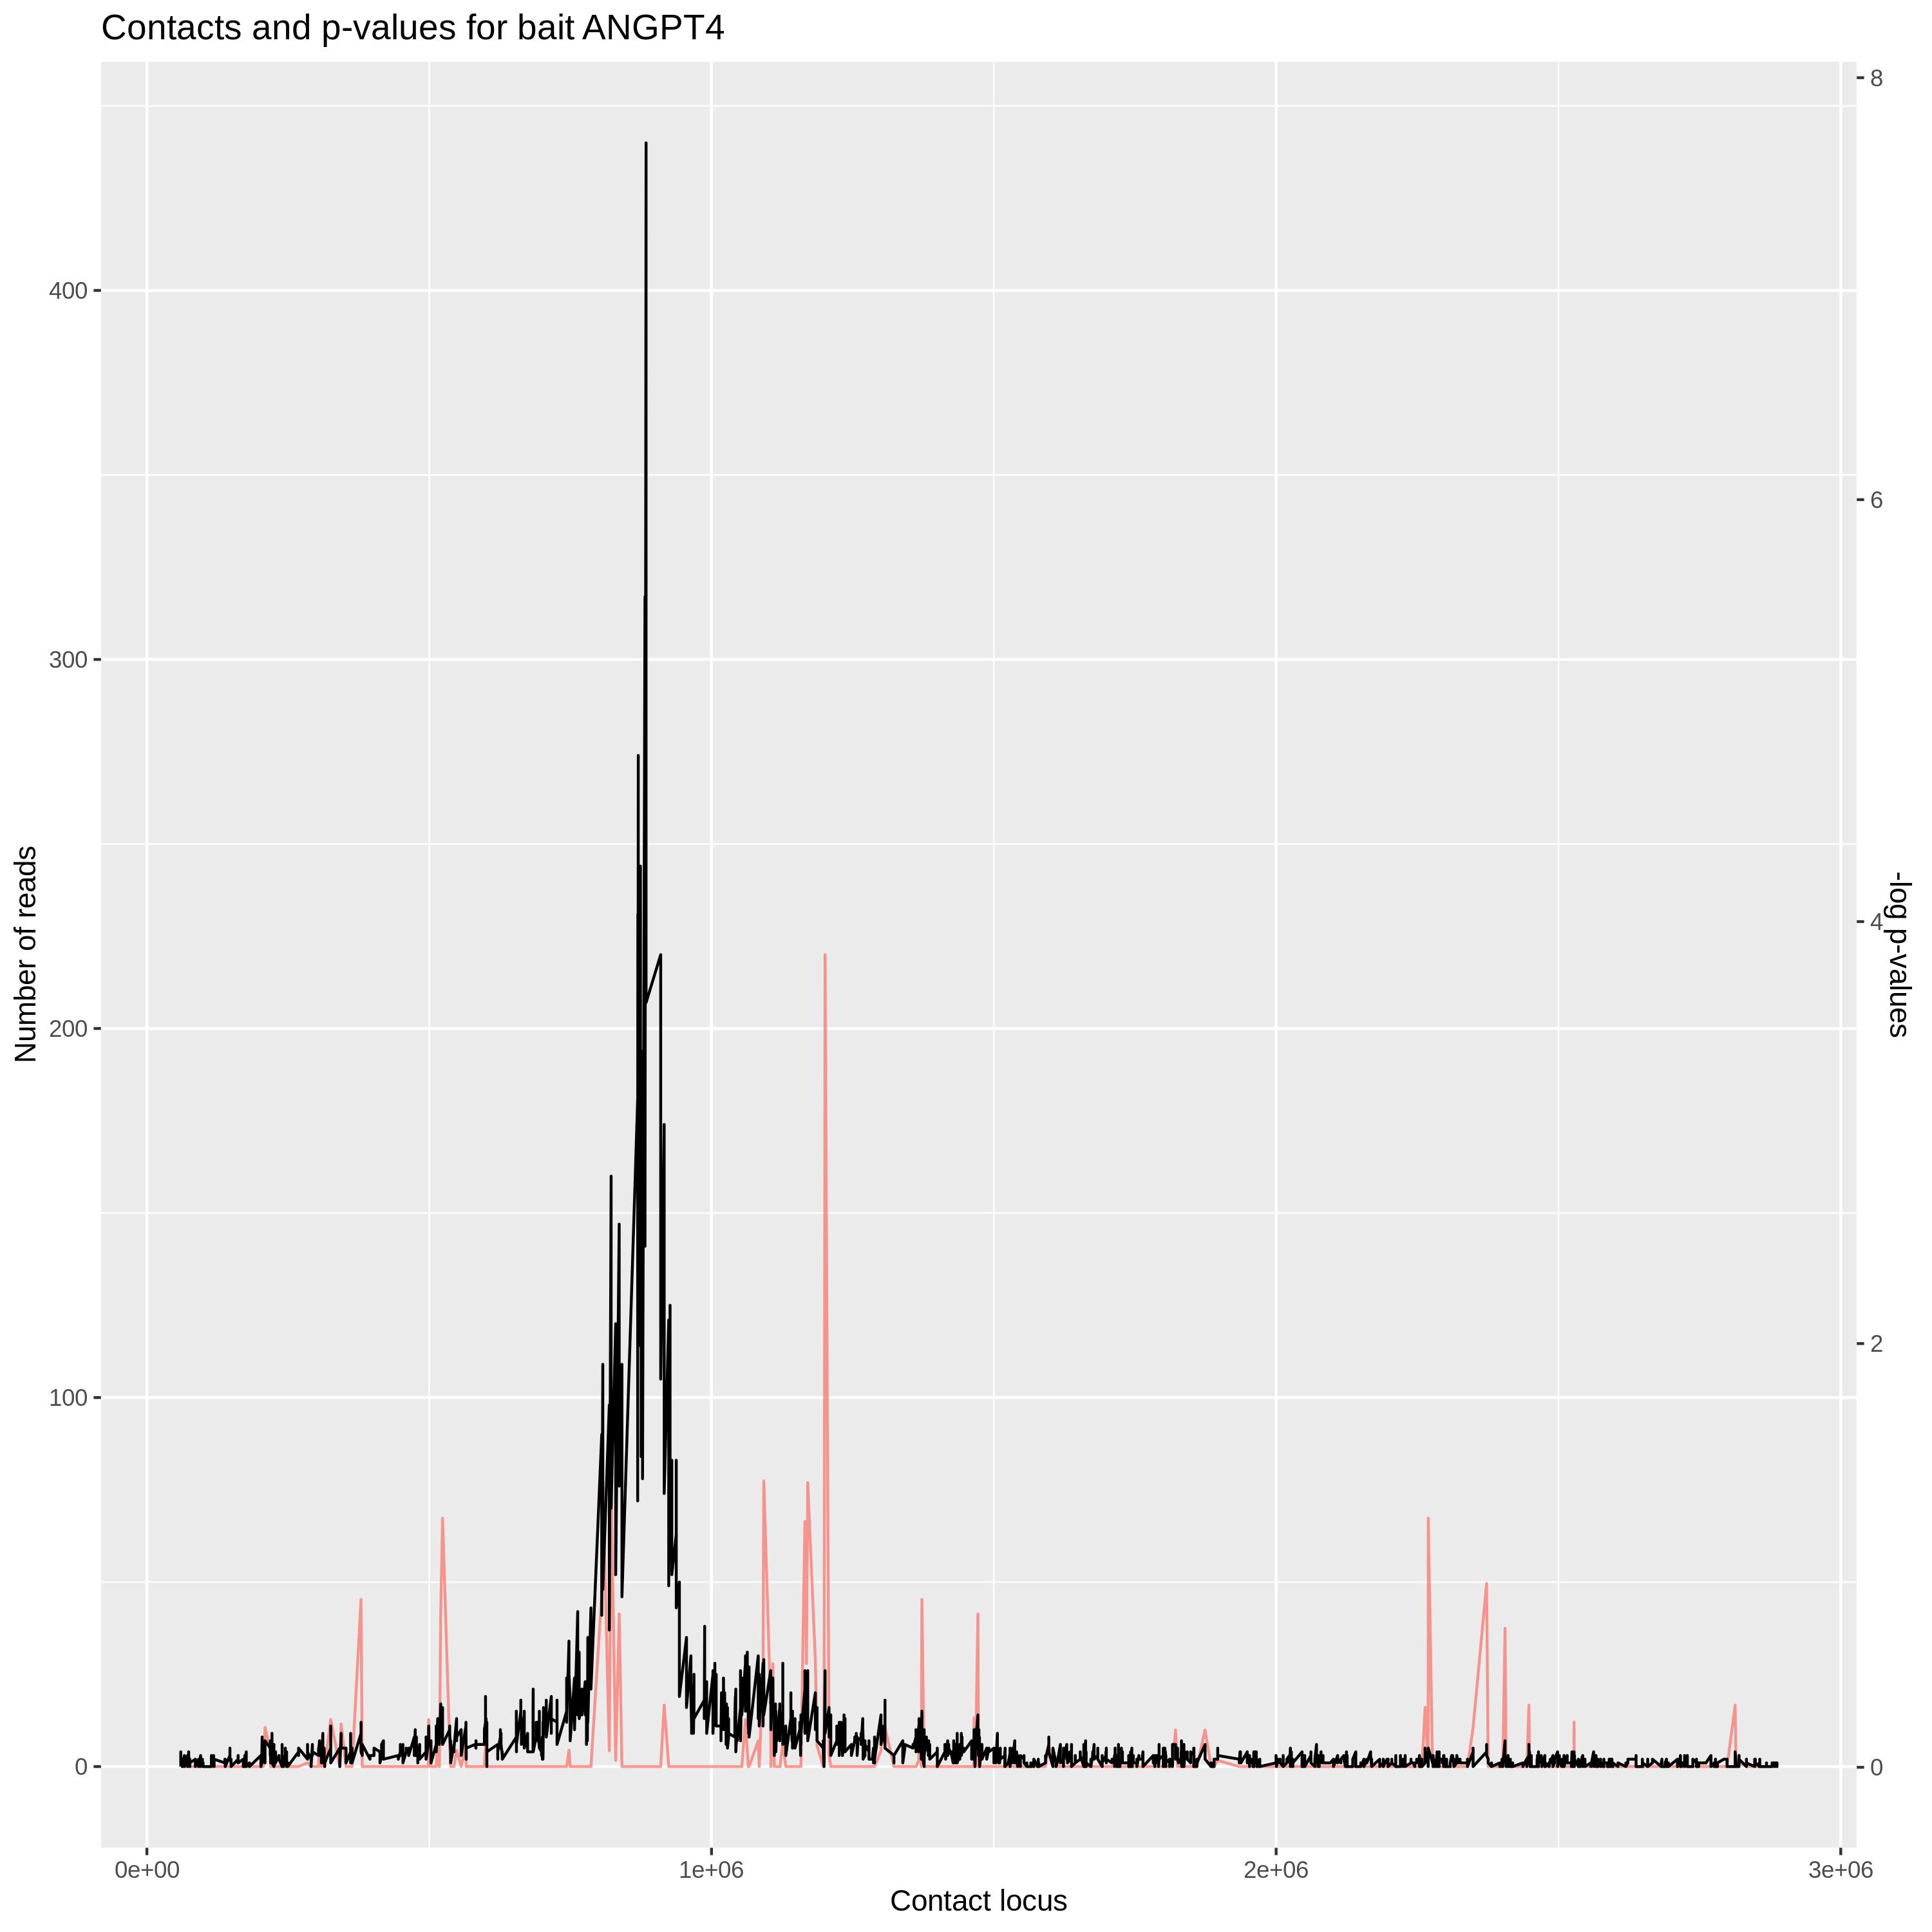 Contacts and p-values for bait ANGPT4
Number of reads
400
300
200
100
0
8
6
4
2
0
-log p-values
0e+00
1e+06
2e+06
3e+06
Contact locus